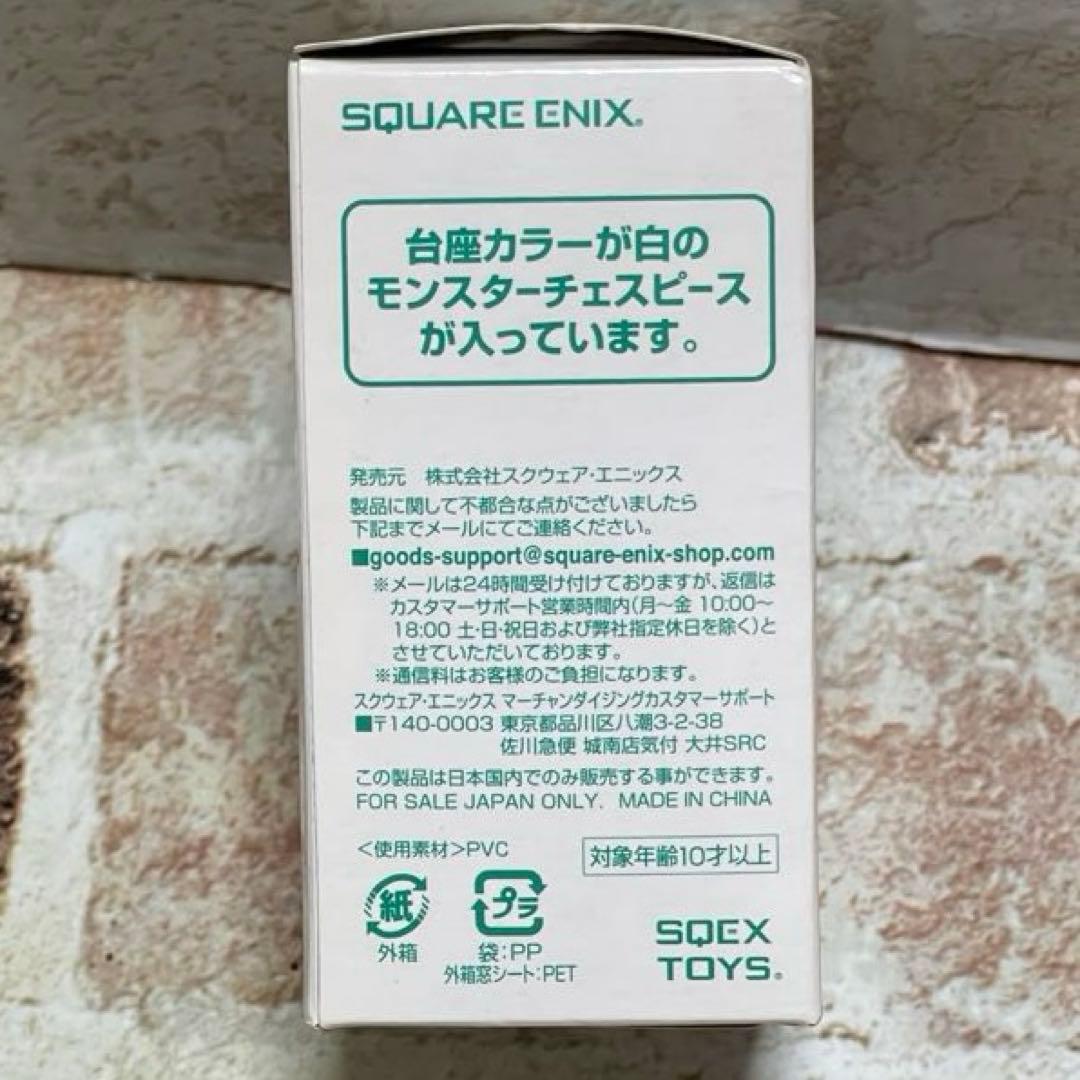 SQUARE ENIX®
台座カラーが白の
モンスターチェスピース
が入っています。
発売元 株式会社スクウェア・エニックス
製品に関して不都合な点がございましたら
下記までメールにてご連絡ください。
■goods-support@square-enix-shop.com
※メールは24時間受け付けておりますが、返信は
カスタマーサポート営業時間内(月〜金 10:00〜
18:00 土・日・祝日および弊社指定休日を除く)と
させていただいております。
※通信料はお客様のご負担になります。
スクウェア・エニックス マーチャンダイジングカスタマーサポート
■〒140-0003 東京都品川区八潮3-2-38
佐川急便 城南店気付 大井SRC
この製品は日本国内でのみ販売する事ができます。
FOR SALE JAPAN ONLY. MADE IN CHINA
<使用素材>PVC
対象年齢10才以上
紙
外箱
プラ
袋:PP
外箱窓シート:PET
SQEX
TOYS®